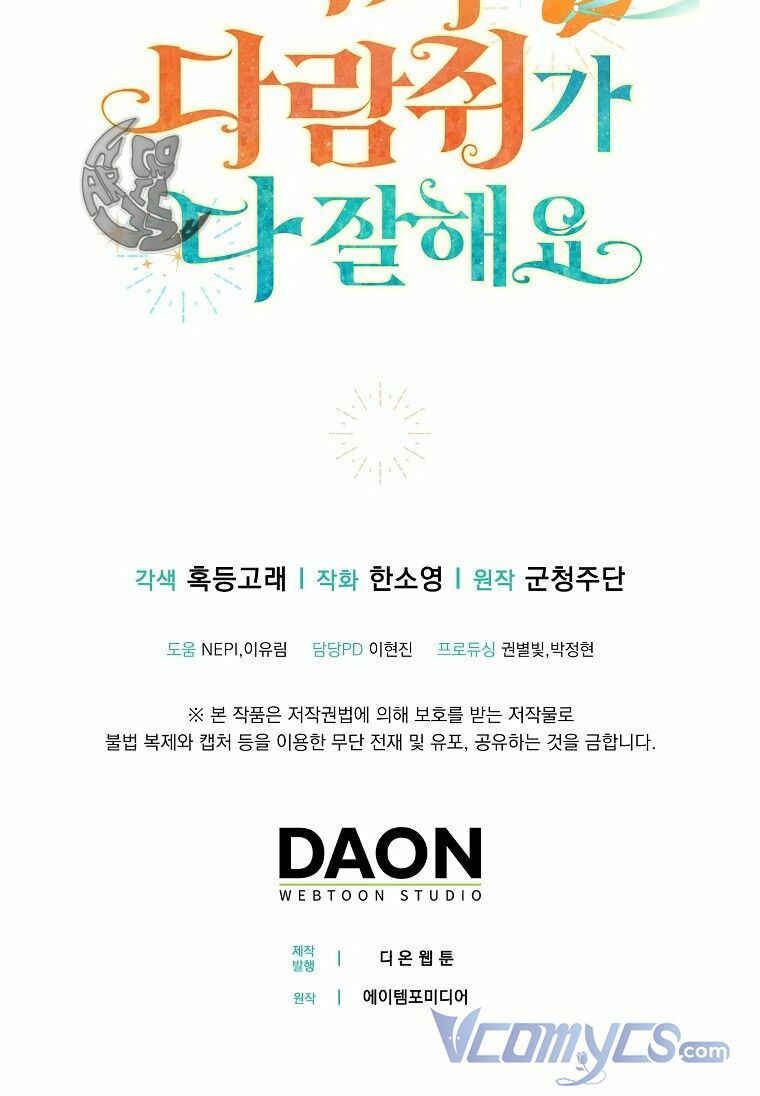 다람쥐가
다 잘해요
각색 혹등고래 | 작화 한소영 | 원작 군청주단
도움 NEPI,이유림 담당PD 이현진 프로듀싱 권별빛,박정현
※ 본 작품은 저작권법에 의해 보호를 받는 저작물로
불법 복제와 캡처 등을 이용한 무단 전재 및 유포, 공유하는 것을 금합니다.
DAON
WEBTOON STUDIO
제작
발행 | 디온웹툰
원작 | 에이템포미디어
VCOMYCS.com